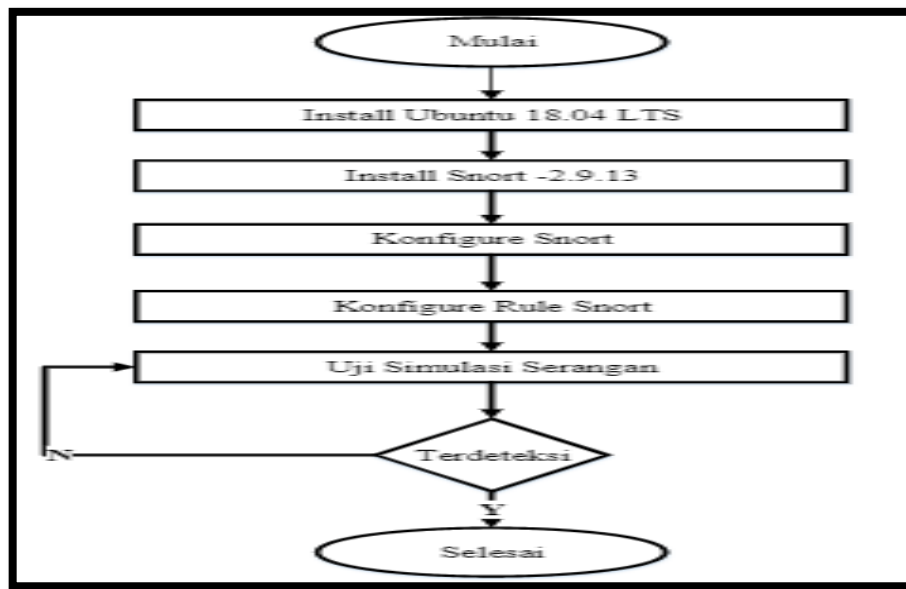 Mulai
Install Ubuntu 18.04 LTS
Install Snort -2.9.13
Konfigure Snort
Konfigure Rule Snort
Uji Simulasi Serangan
Terdeteksi
N
Y
Selesai